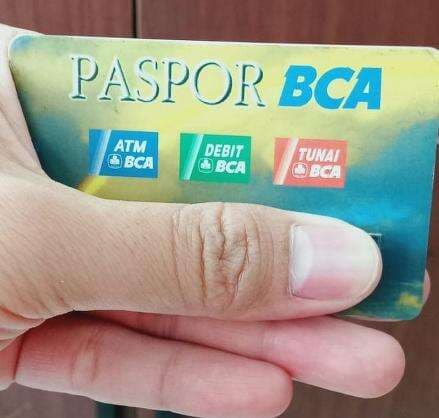 PASPOR BCA
ATM BCA
DEBIT BCA
TUNAI BCA